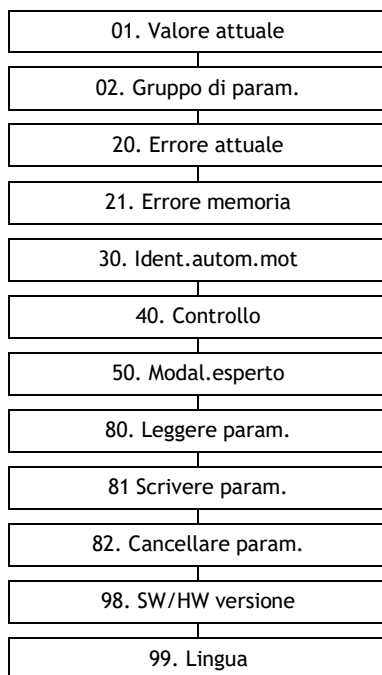 01. Valore attuale
02. Gruppo di param.
20. Errore attuale
21. Errore memoria
30. Ident.autom.mot
40. Controllo
50. Modal.esperto
80. Leggere param.
81 Scrivere param.
82. Cancellare param.
98. SW/HW versione
99. Lingua